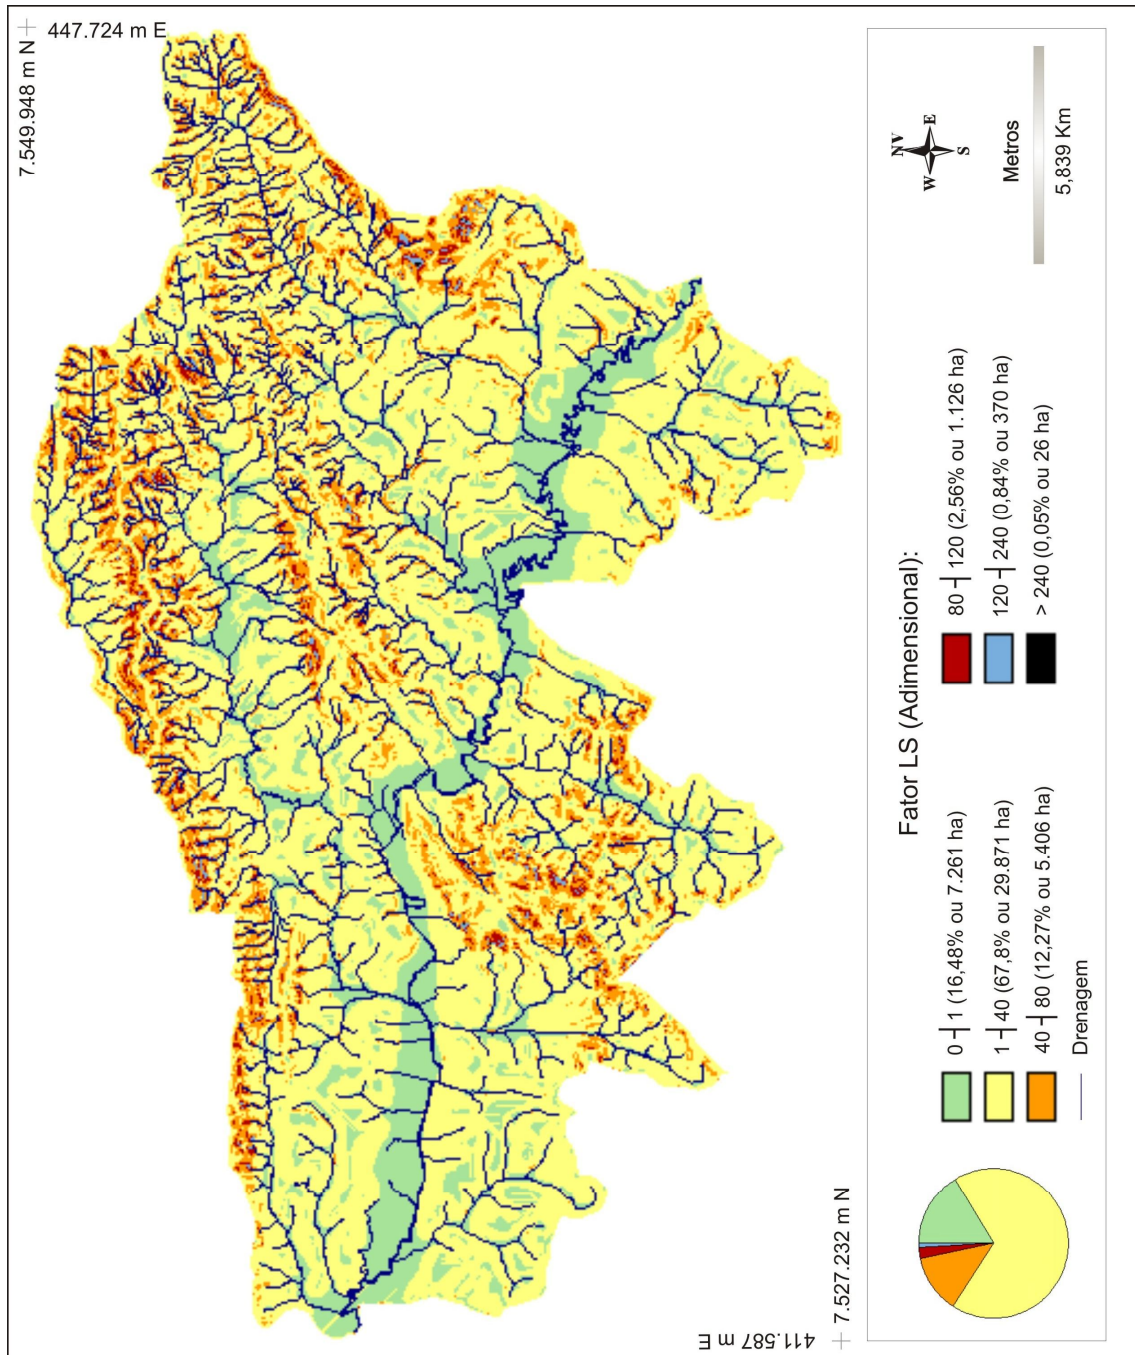 7.549.948 m N
447.724 m E
411.587 m E
7.527.232 m N
Fator LS (Adimensional):
0 ┤ 1 (16,48% ou 7.261 ha)
1 ┤ 40 (67,8% ou 29.871 ha)
40 ┤ 80 (12,27% ou 5.406 ha)
Drenagem
80 ┤ 120 (2,56% ou 1.126 ha)
120 ┤ 240 (0,84% ou 370 ha)
> 240 (0,05% ou 26 ha)
NV
W E
S
Metros
5,839 Km